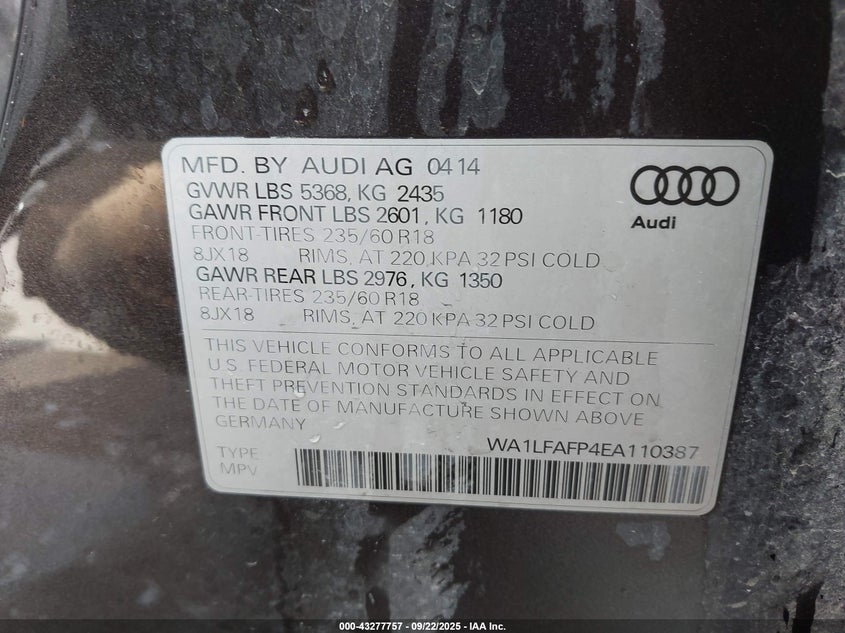 MFD. BY AUDI AG 0414
GVWR LBS 5368, KG 2435
GAWR FRONT LBS 2601, KG 1180
FRONT-TIRES 235/60 R18
8JX18 RIMS, AT 220 KPA 32 PSI COLD
GAWR REAR LBS 2976, KG 1350
REAR-TIRES 235/60 R18
8JX18 RIMS, AT 220 KPA 32 PSI COLD
Audi
THIS VEHICLE CONFORMS TO ALL APPLICABLE
U.S. FEDERAL MOTOR VEHICLE SAFETY AND
THEFT PREVENTION STANDARDS IN EFFECT ON
THE DATE OF MANUFACTURE SHOWN ABOVE
GERMANY
WA1LFAFP4EA110387
TYPE
MPV
000-43277757 - 09/22/2025 - IAA Inc.